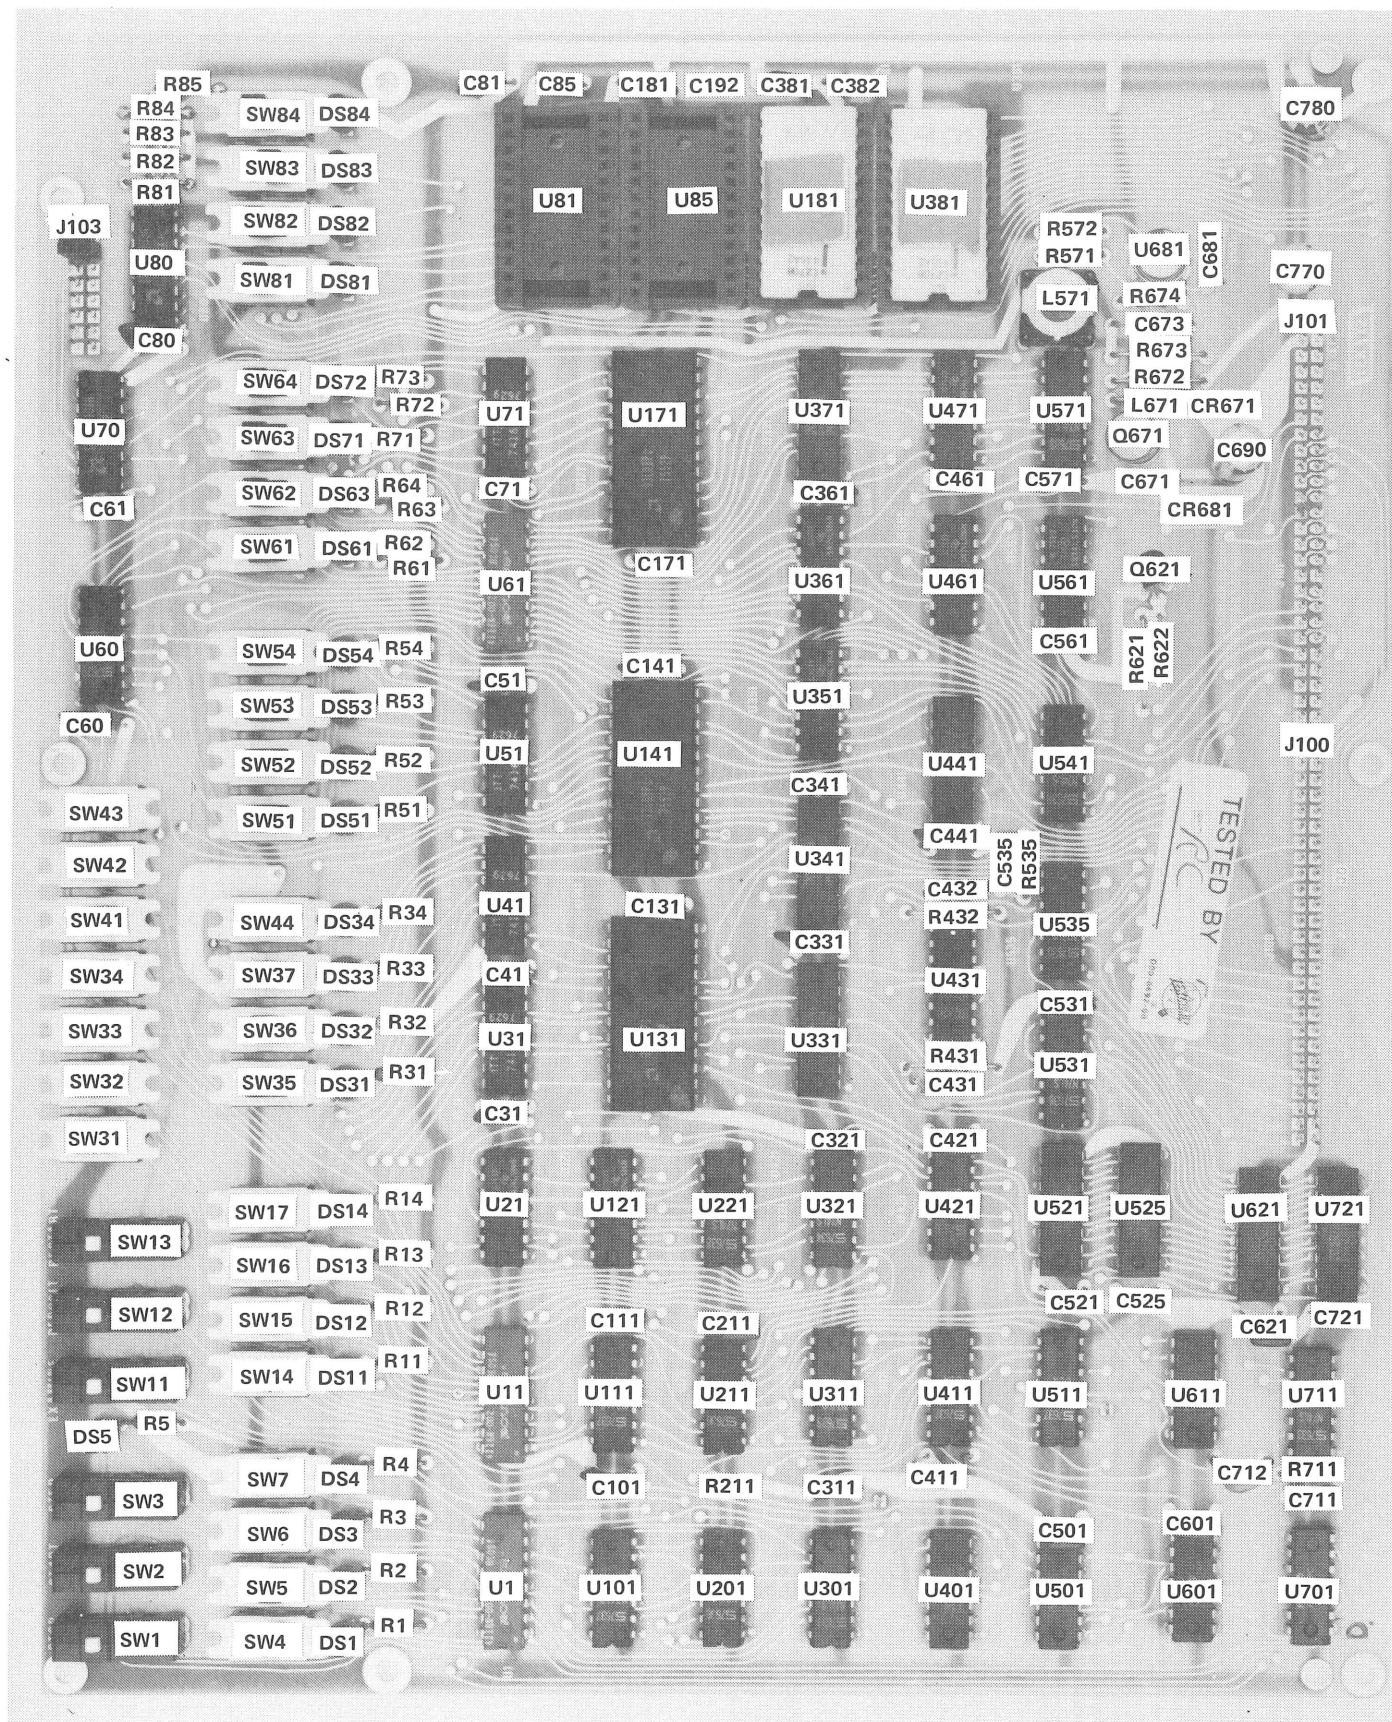 R85
C81 C85 C181 C192 C381 C382
R84 SW84 DS84 C780
R83
R82 SW83 DS83
R81 U81 U85 U181 U381
J103 SW82 DS82 R572
U80 R571 U681 C681
SW81 DS81 C770
L571 R674
C80 C673 J101
R673
SW64 DS72 R73 R672
R72 U71 U171 U371 U471 U571 L671 CR671
U70 SW63 DS71 R71 Q671 C690
C71 C361 C461 C571 C671
SW62 DS63 R64
C61 R63 CR681
SW61 DS61 R62
R61 C171 Q621
U61 U361 U461 U561
U60 SW54 DS54 R54 C561 R621 R622
C141
C51 U351
SW53 DS53 R53
C60
U51 U141 U441 U541 J100
SW52 DS52 R52
C341
SW43 SW51 DS51 R51 TESTED BY
C441
SW42 U341 C535 R535
C432
U41 C131 R432
SW41 SW44 DS34 R34 U535
C331
SW34 SW37 DS33 R33 C41 U431
C531
SW33 SW36 DS32 R32 U31 U131 U331
R431 U531
SW32 SW35 DS31 R31 C431
C31
SW31 C321 C421
R14
SW17 DS14 U21 U121 U221 U321 U421 U521 U525 U621 U721
SW13
SW16 DS13 R13
C521 C525
SW12 SW15 DS12 R12 C111 C211 C621 C721
SW14 DS11 R11
SW11 U11 U111 U211 U311 U411 U511 U611 U711
DS5 R5
SW7 DS4 R4 C411 C712 R711
C101 R211 C311
SW3 C711
SW6 DS3 R3 C501 C601
SW2 SW5 DS2 R2 U1 U101 U201 U301 U401 U501 U601 U701
SW1 SW4 DS1 R1